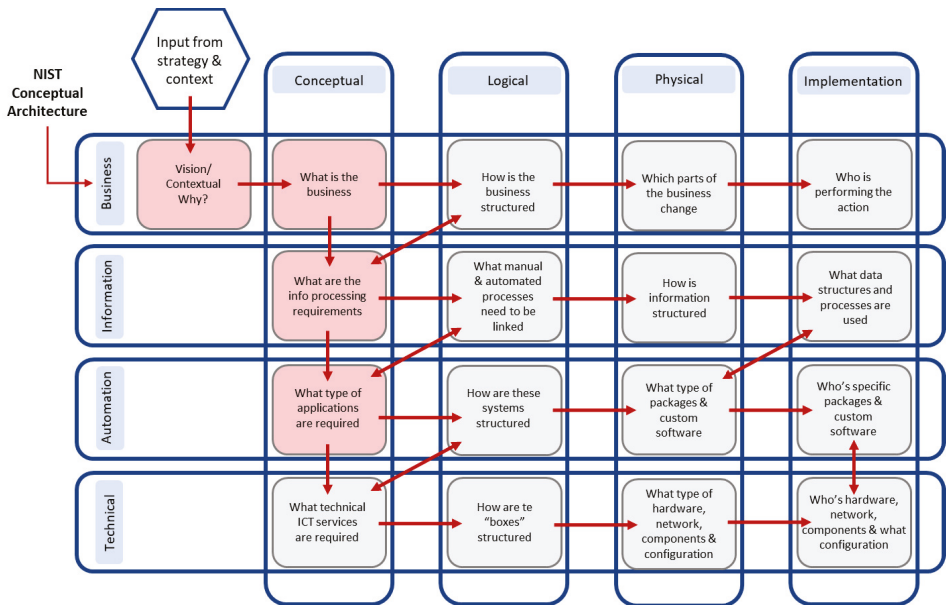 Input from
strategy &
context
NIST
Conceptual
Architecture
Conceptual
Logical
Physical
Implementation
Business
Vision/
Contextual
Why?
What is the
business
How is the
business
structured
Which parts of
the business
change
Who is
performing the
action
Information
What are the
info processing
requirements
What manual
& automated
processes
need to be
linked
How is
information
structured
What data
structures and
processes are
used
Automation
What type of
applications
are required
How are these
systems
structured
What type of
packages &
custom
software
Who's specific
packages &
custom
software
Technical
What technical
ICT services
are required
How are te
“boxes”
structured
What type of
hardware,
network,
components &
configuration
Who's hardware,
network,
components & what
configuration